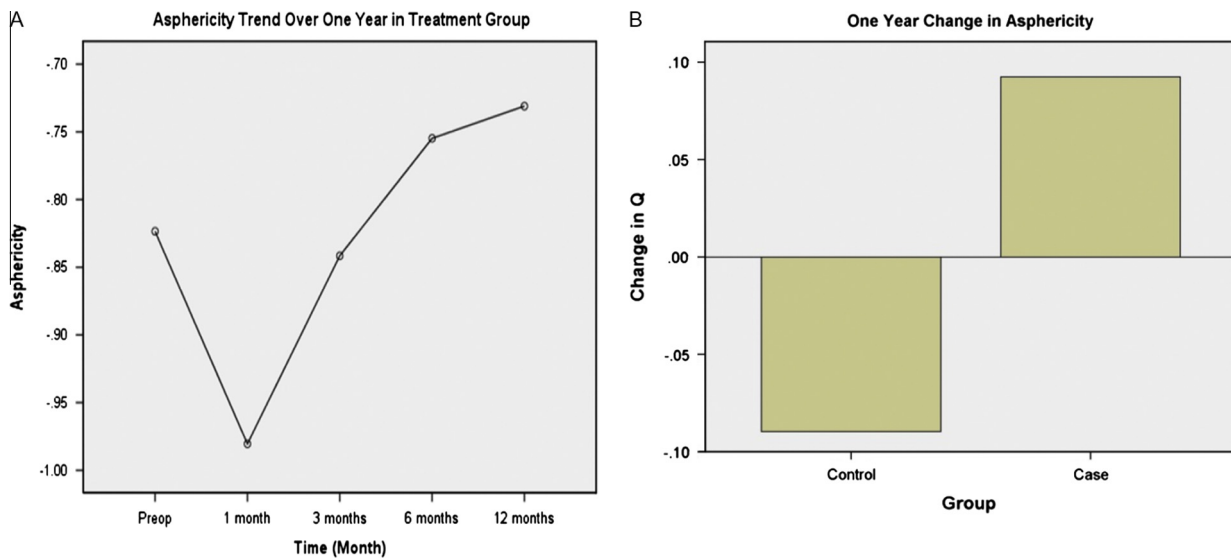 A
Asphericity Trend Over One Year in Treatment Group
-.70
-.75
-.80
-.85
-.90
-.95
-1.00
Asphericity
Preop 1 month 3 months 6 months 12 months
Time (Month)
B
One Year Change in Asphericity
.10
.05
.00
-.05
-.10
Change in Q
Control Case
Group